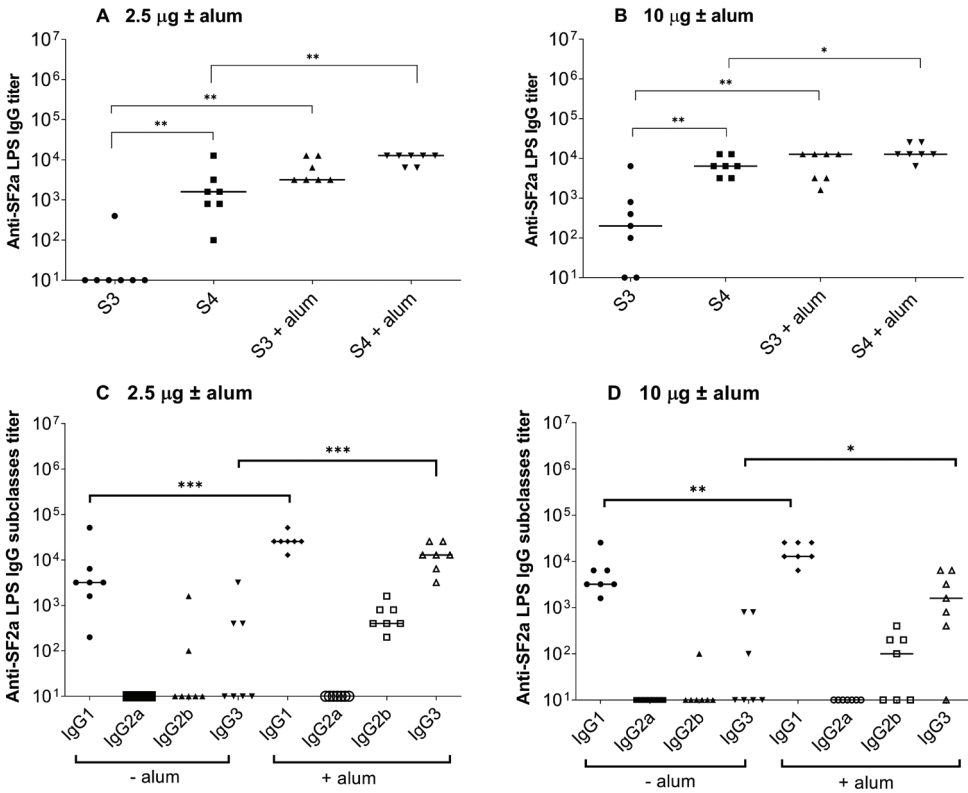 A 2.5 µg ± alum
Anti-SF2a LPS IgG titer
10⁷
10⁶
10⁵
10⁴
10³
10²
10¹
**
**
**
S3
S4
S3 + alum
S4 + alum
B 10 µg ± alum
Anti-SF2a LPS IgG titer
10⁷
10⁶
10⁵
10⁴
10³
10²
10¹
*
**
**
S3
S4
S3 + alum
S4 + alum
C 2.5 µg ± alum
Anti-SF2a LPS IgG subclasses titer
10⁷
10⁶
10⁵
10⁴
10³
10²
10¹
***
***
IgG1
IgG2a
IgG2b
IgG3
IgG1
IgG2a
IgG2b
IgG3
- alum
+ alum
D 10 µg ± alum
Anti-SF2a LPS IgG subclasses titer
10⁷
10⁶
10⁵
10⁴
10³
10²
10¹
*
**
IgG1
IgG2a
IgG2b
IgG3
IgG1
IgG2a
IgG2b
IgG3
- alum
+ alum